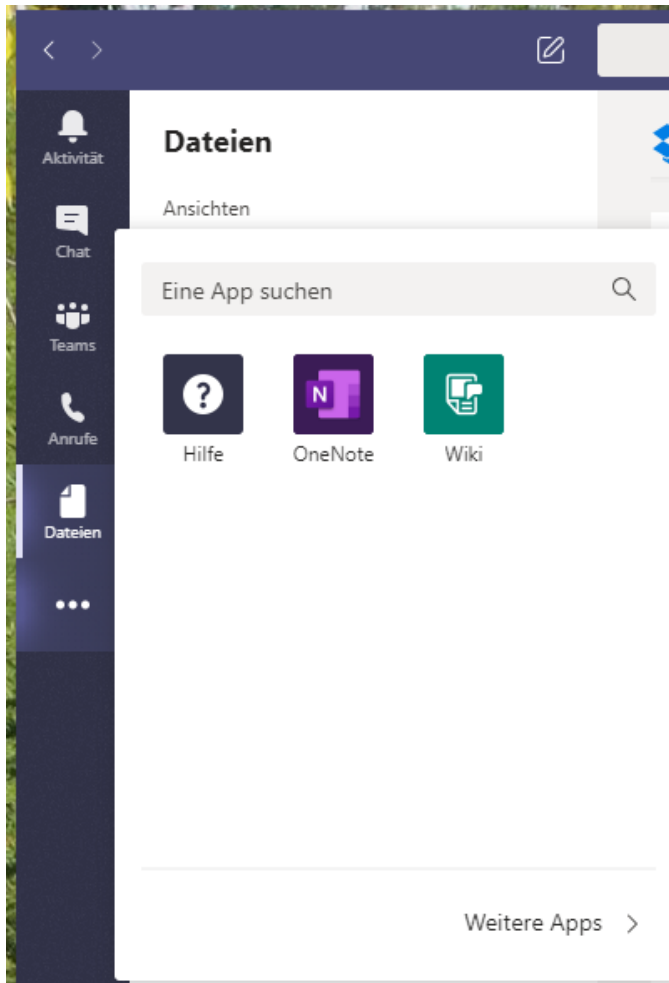 Aktivität
Dateien
Ansichten
Chat
Eine App suchen
Teams
Anrufe
Hilfe
N
OneNote
Wiki
Dateien
Weitere Apps